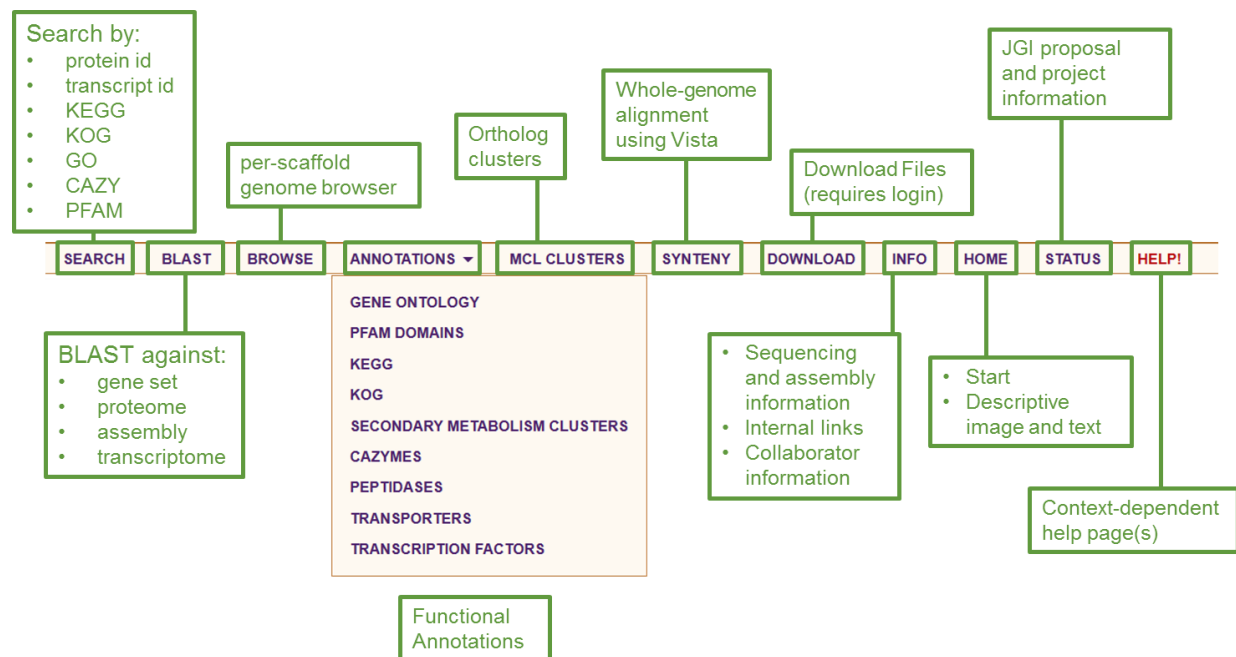 Search by:
• protein id
• transcript id
• KEGG
• KOG
• GO
• CAZY
• PFAM
per-scaffold
genome browser
Ortholog
clusters
Whole-genome
alignment
using Vista
Download Files
(requires login)
JGI proposal
and project
information
SEARCH BLAST BROWSE ANNOTATIONS MCL CLUSTERS SYNTENY DOWNLOAD INFO HOME STATUS HELP!
BLAST against:
• gene set
• proteome
• assembly
• transcriptome
GENE ONTOLOGY
PFAM DOMAINS
KEGG
KOG
SECONDARY METABOLISM CLUSTERS
CAZYMES
PEPTIDASES
TRANSPORTERS
TRANSCRIPTION FACTORS
• Sequencing
and assembly
information
• Internal links
• Collaborator
information
• Start
• Descriptive
image and text
Context-dependent
help page(s)
Functional
Annotations